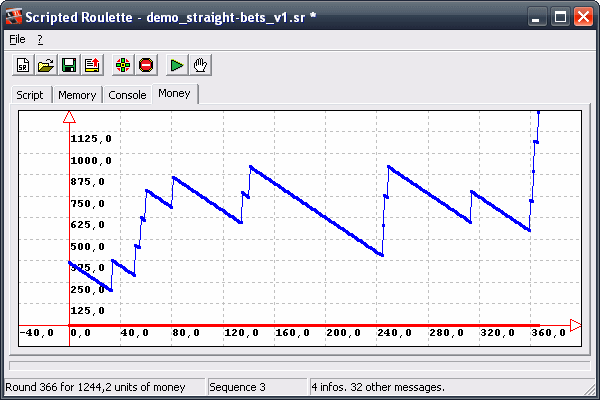 Scripted Roulette - demo_straight-bets_v1.sr *
File ?
SR
Script Memory Console Money
1125,0
1000,0
875,0
750,0
625,0
500,0
375,0
250,0
125,0
-40,0 0,0 40,0 80,0 120,0 160,0 200,0 240,0 280,0 320,0 360,0
Round 366 for 1244,2 units of money Sequence 3 4 infos. 32 other messages.